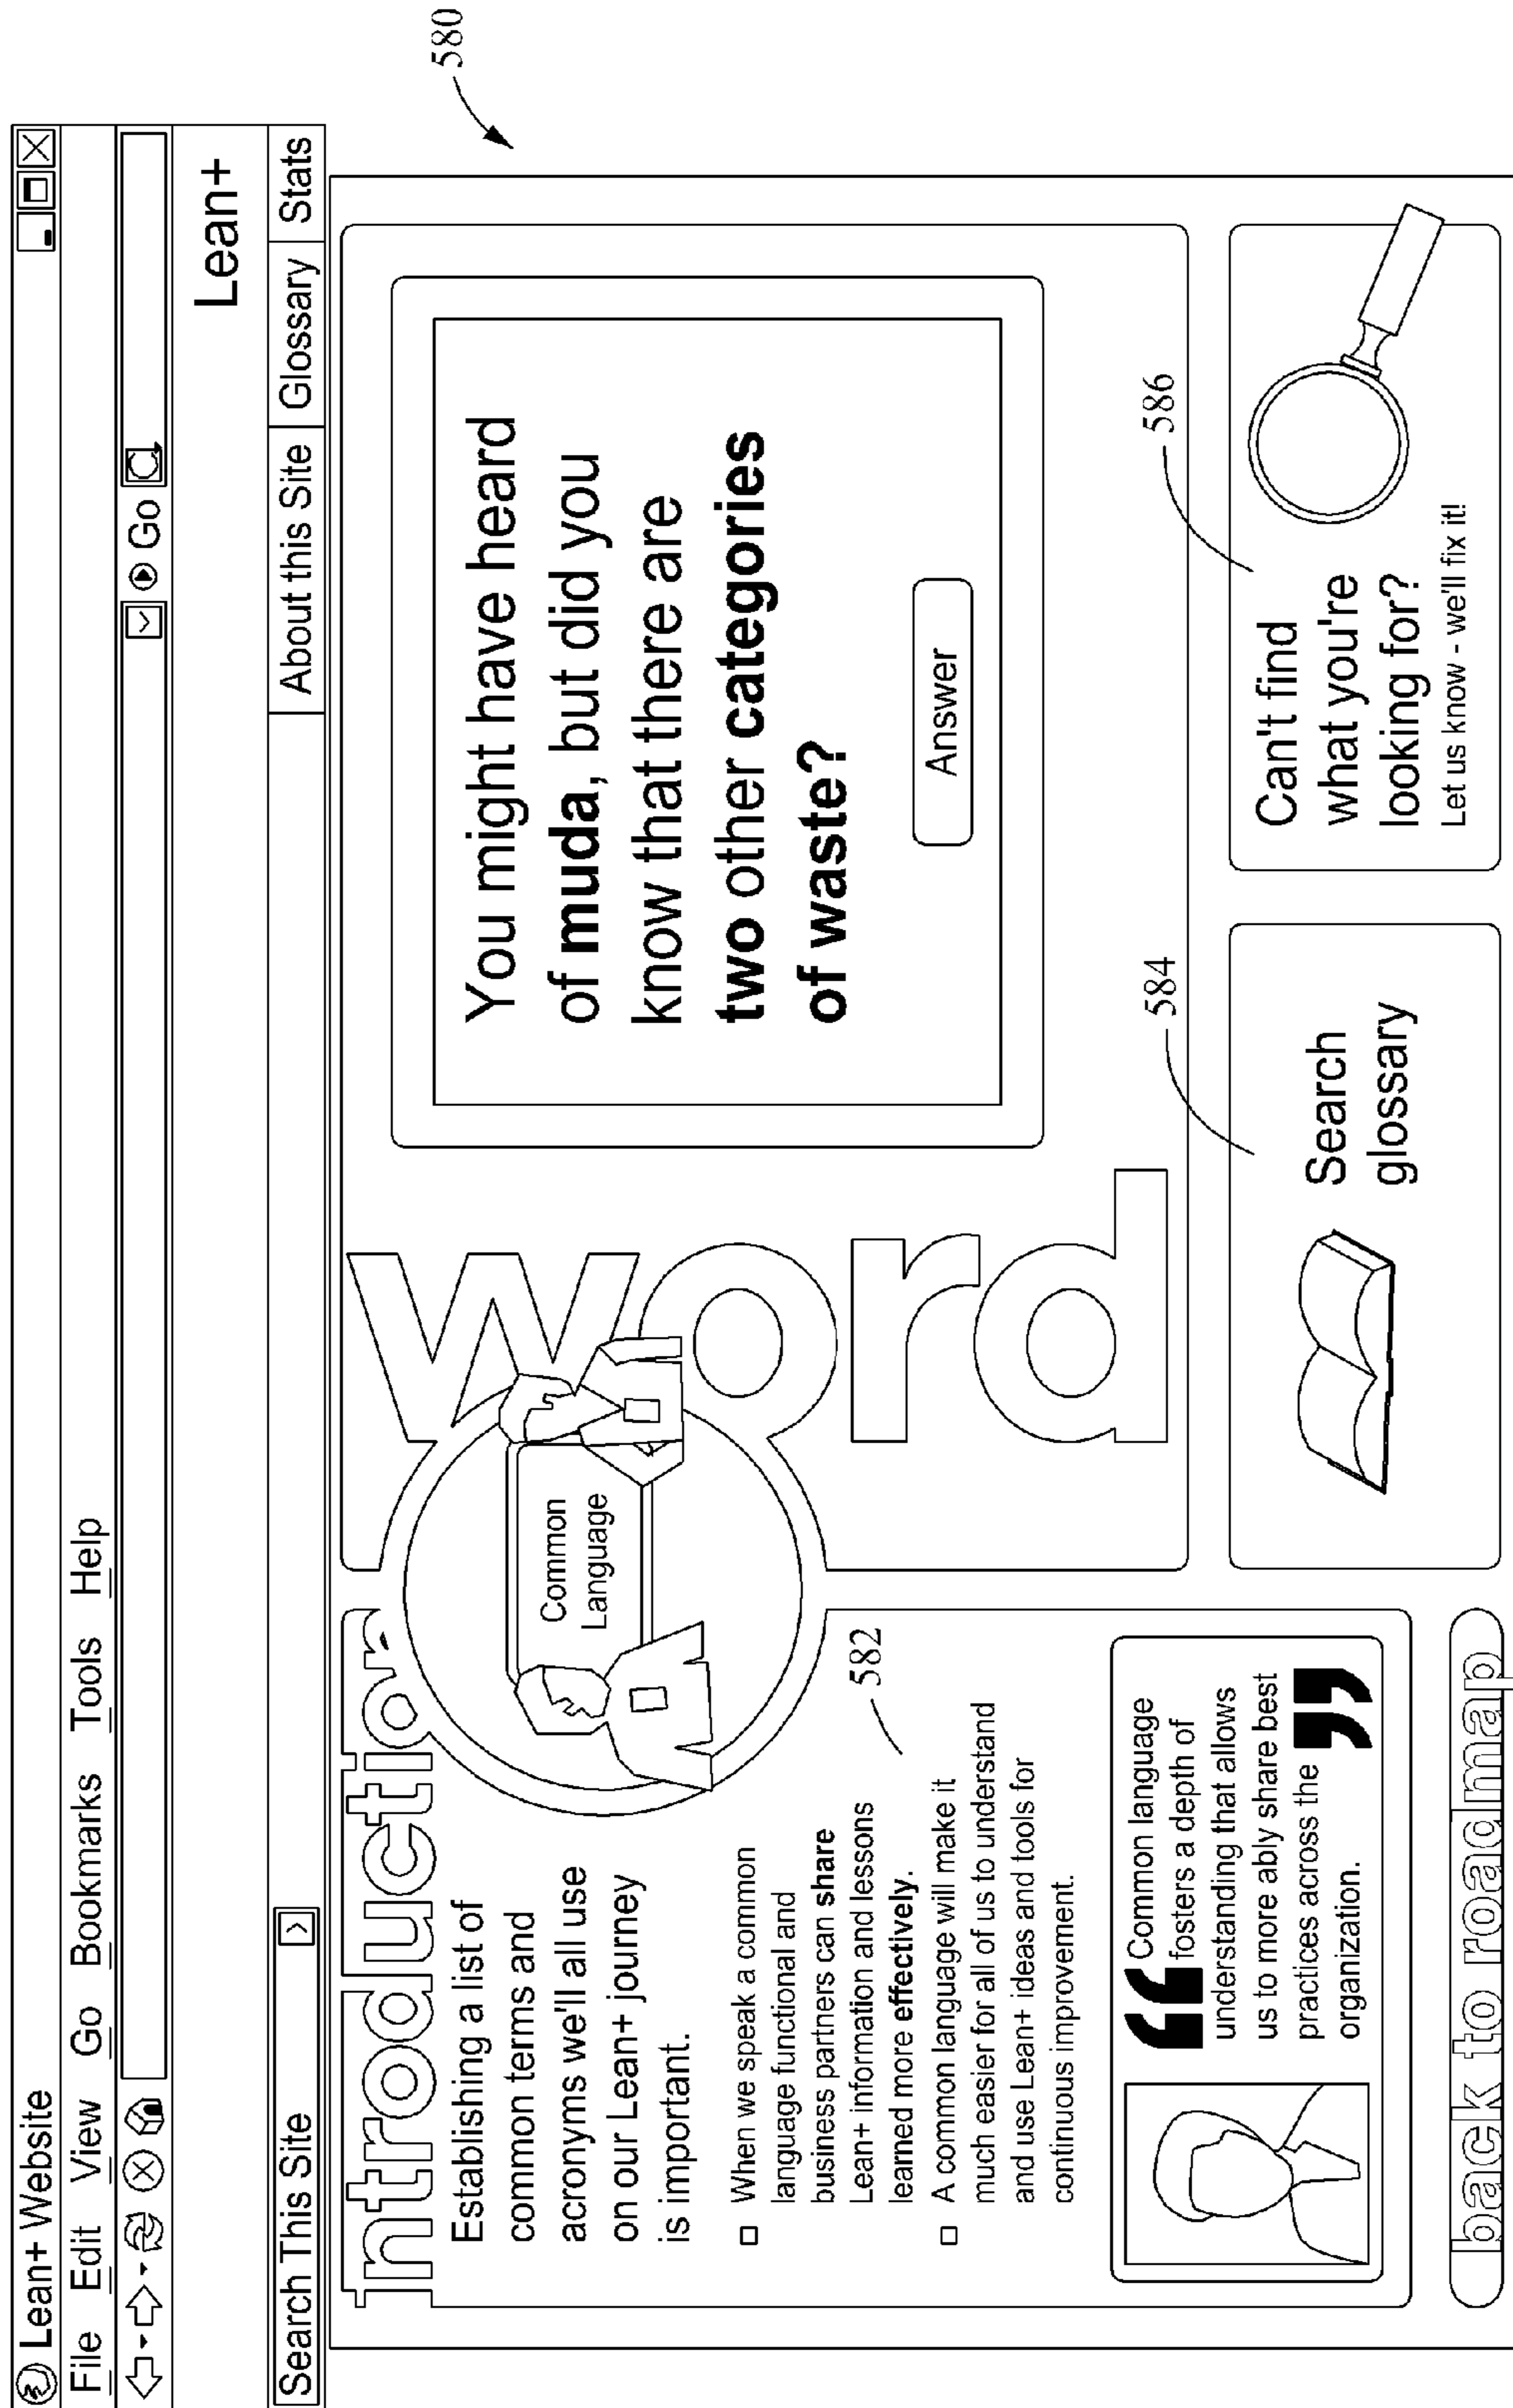 Lean+ Website
File Edit View Go Bookmarks Tools Help
Go
Lean+
Search This Site
About this Site Glossary Stats
580
introduction
Establishing a list of
common terms and
acronyms we'll all use
on our Lean+ journey
is important.
When we speak a common
language functional and
business partners can share
Lean+ information and lessons
learned more effectively.
A common language will make it
much easier for all of us to understand
and use Lean+ ideas and tools for
continuous improvement.
582
“Common language
fosters a depth of
understanding that allows
us to more ably share best
practices across the
organization.”
back to roadmap
Common
Language
word
You might have heard
of muda, but did you
know that there are
two other categories
of waste?
Answer
584
Search
glossary
586
Can't find
what you're
looking for?
Let us know - we'll fix it!